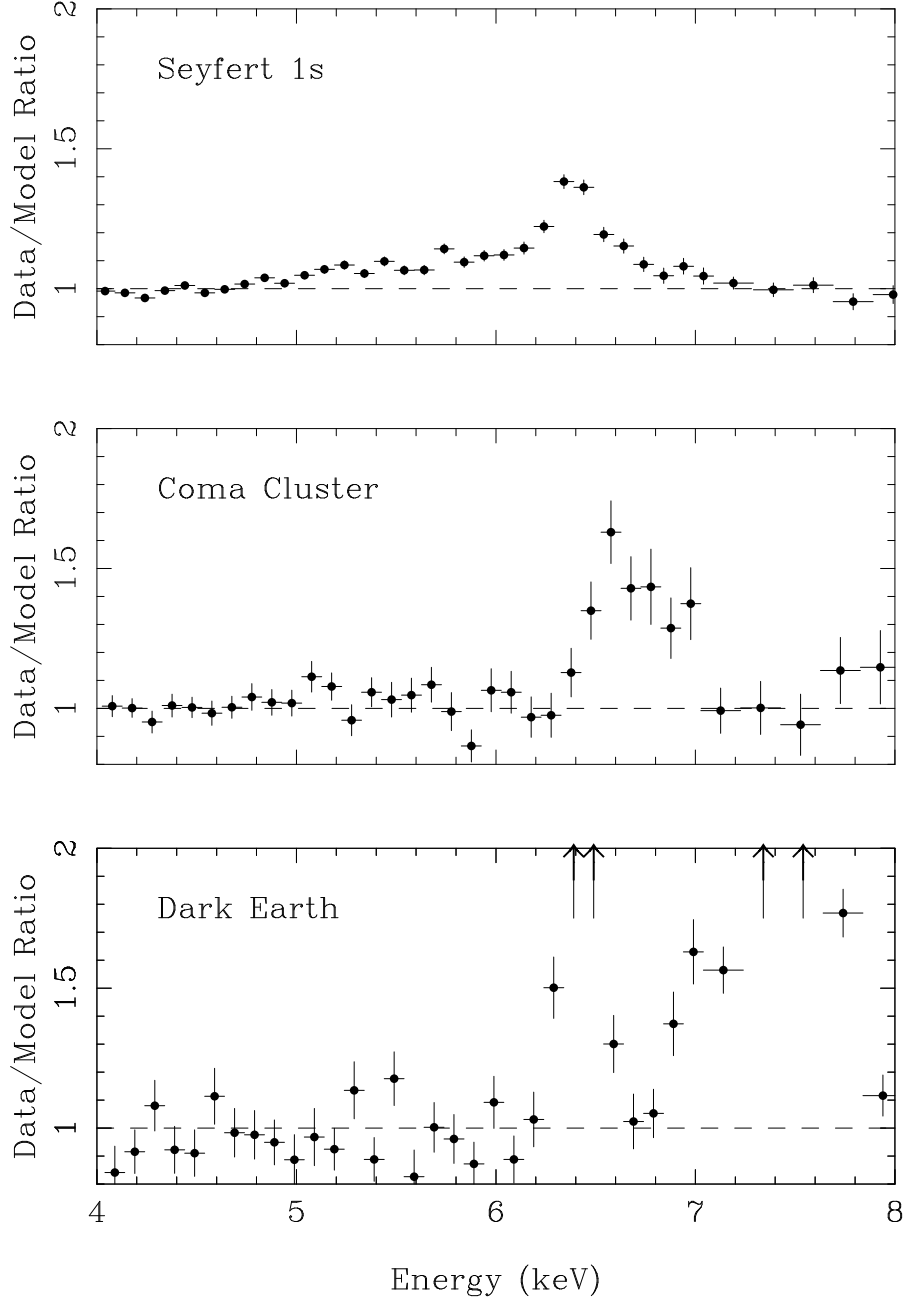 2
Seyfert 1s
1.5
1
Data/Model Ratio
2
Coma Cluster
1.5
1
Data/Model Ratio
2
Dark Earth
1.5
1
Data/Model Ratio
4 5 6 7 8
Energy (keV)